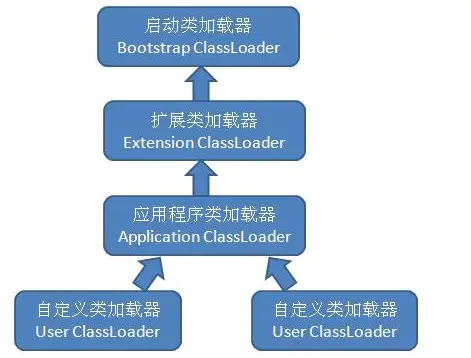 启动类加载器
Bootstrap ClassLoader
扩展类加载器
Extension ClassLoader
应用程序类加载器
Application ClassLoader
自定义类加载器
User ClassLoader
自定义类加载器
User ClassLoader